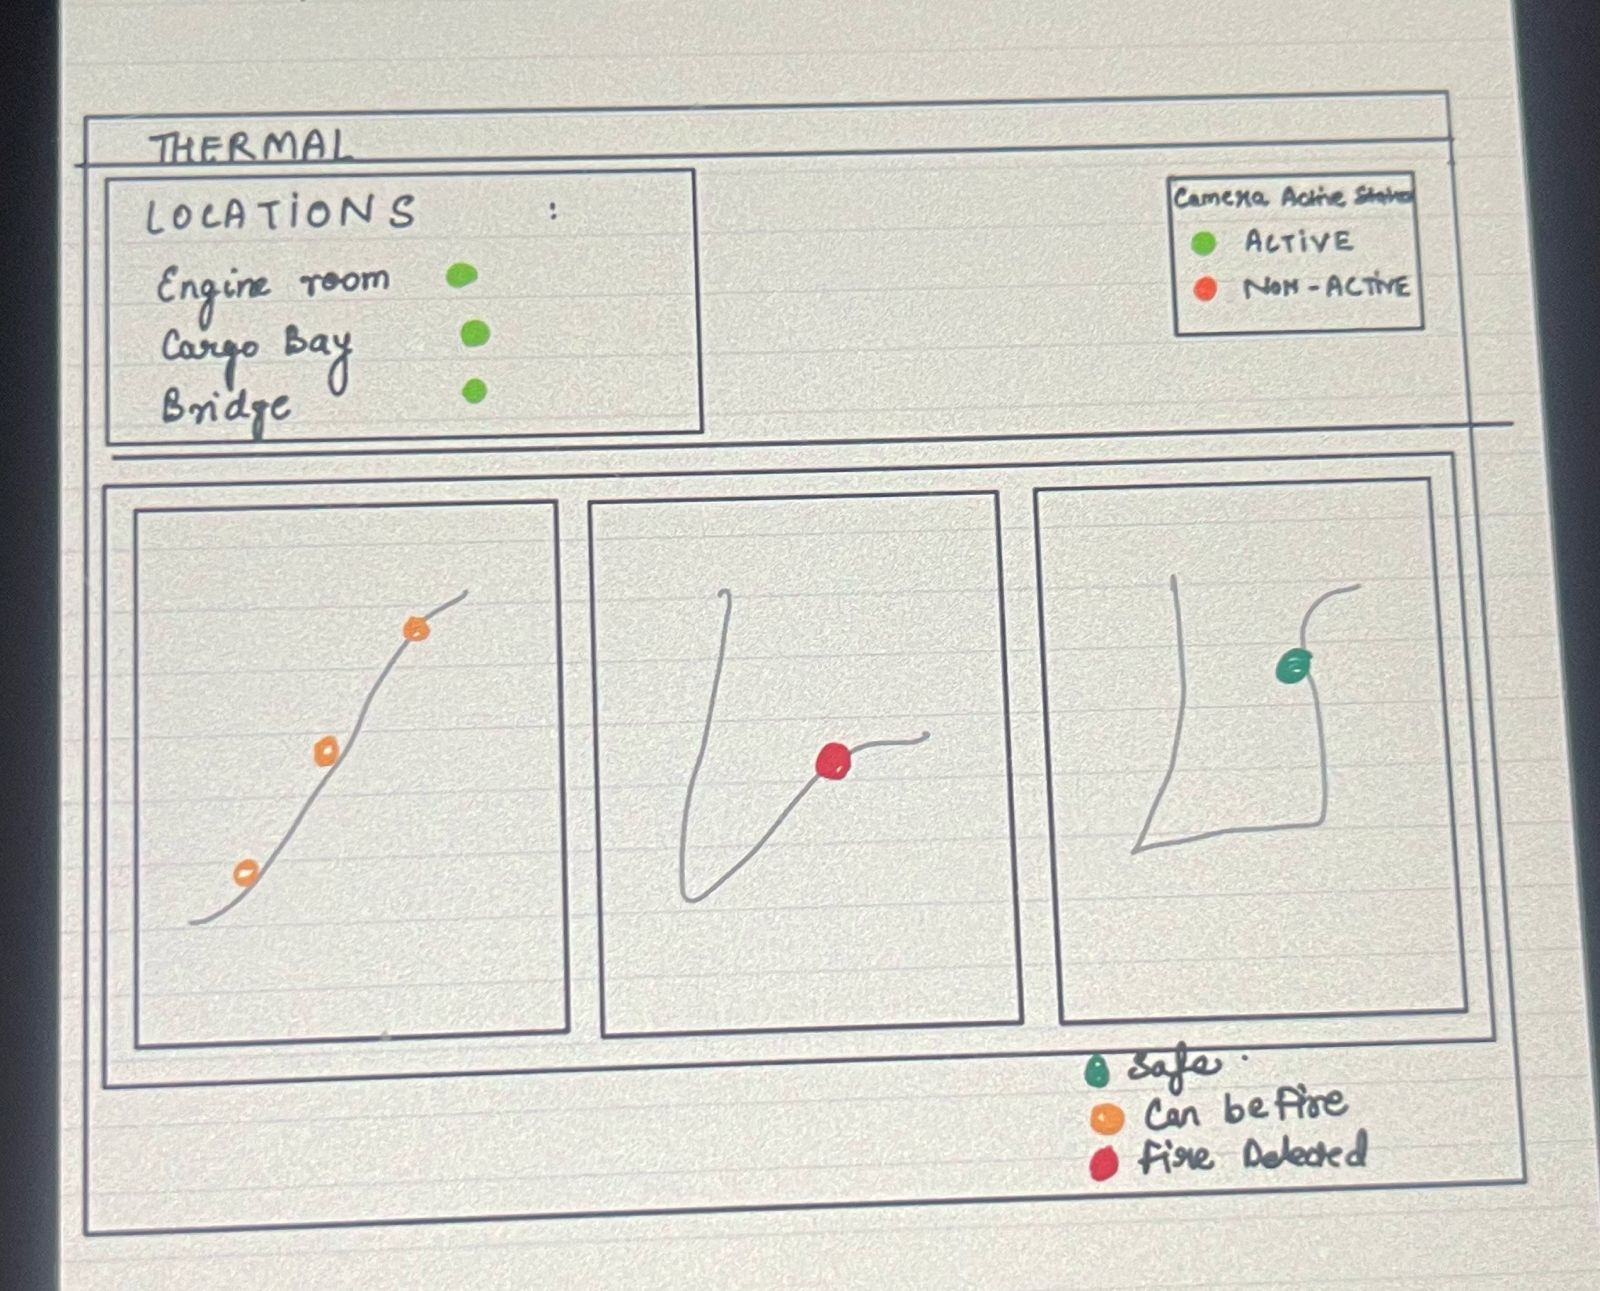 THERMAL
LOCATIONS :
Engine room
Cargo Bay
Bridge
Camera Active Status
ACTIVE
NON-ACTIVE
Safe.
Can be fire
Fire Detected